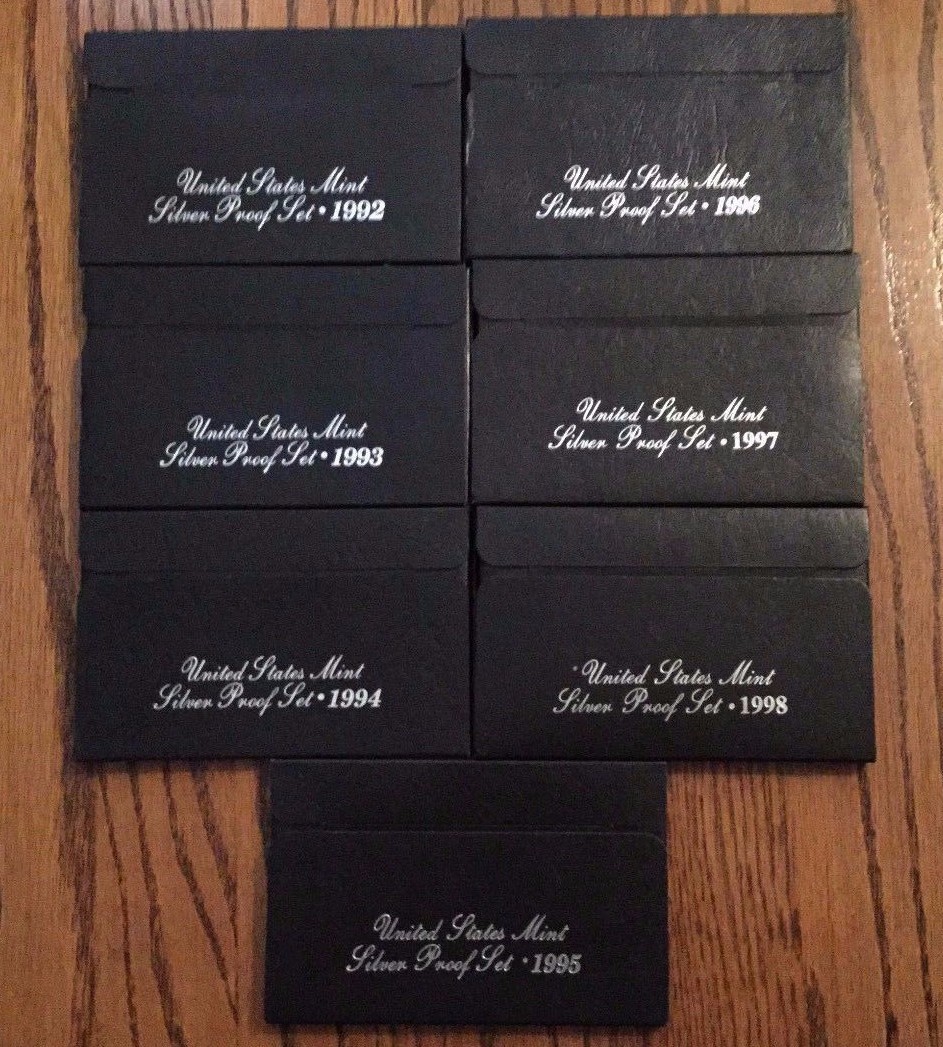 United States Mint
Silver Proof Set • 1992
United States Mint
Silver Proof Set • 1996
United States Mint
Silver Proof Set • 1993
United States Mint
Silver Proof Set • 1997
United States Mint
Silver Proof Set • 1994
United States Mint
Silver Proof Set • 1998
United States Mint
Silver Proof Set • 1995